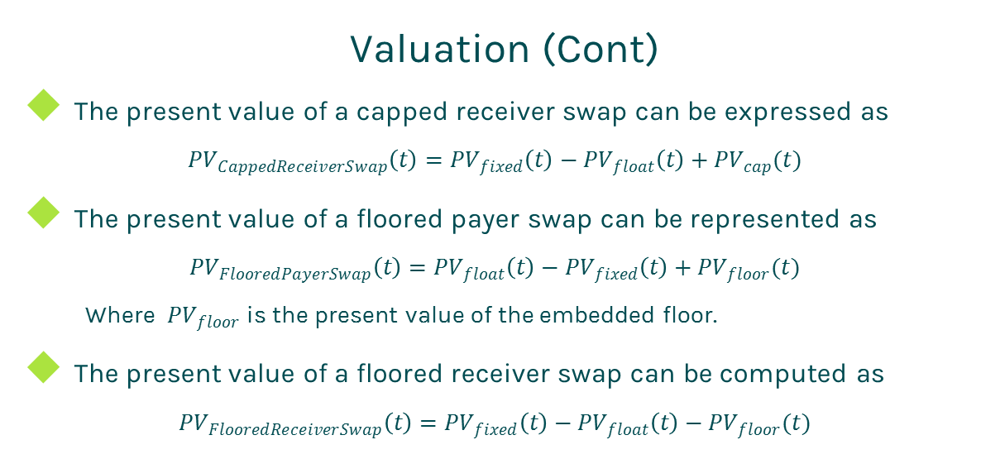 Valuation (Cont)
The present value of a capped receiver swap can be expressed as
$PV_{CappedReceiverSwap}(t) = PV_{fixed}(t) - PV_{float}(t) + PV_{cap}(t)$
The present value of a floored payer swap can be represented as
$PV_{FlooredPayerSwap}(t) = PV_{float}(t) - PV_{fixed}(t) + PV_{floor}(t)$
Where $PV_{floor}$ is the present value of the embedded floor.
The present value of a floored receiver swap can be computed as
$PV_{FlooredReceiverSwap}(t) = PV_{fixed}(t) - PV_{float}(t) - PV_{floor}(t)$